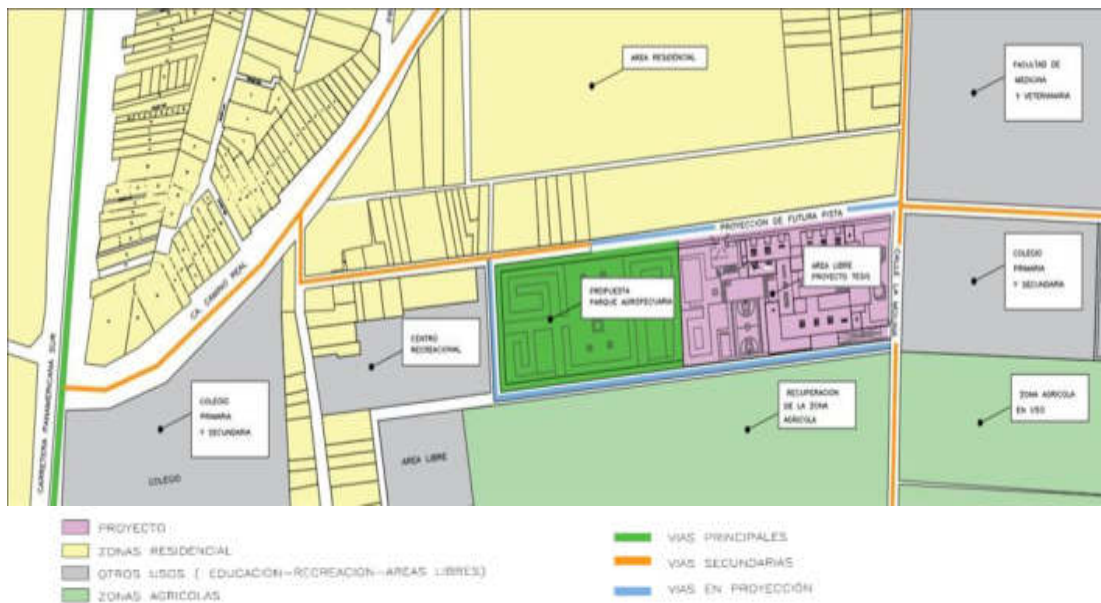 AREA RESIDENCIAL
FACULTAD DE
MEDICINA
Y VETERINARIA
PROYECCIÓN DE FUTURA PISTA
CA. CAMINO REAL
AREA LIBRE
PROYECTO TESIS
COLEGIO
PRIMARIA
Y SECUNDARIA
PROPUESTA
PARQUE AGROPECUARIA
CENTRO
RECREACIONAL
CARRETERA PANAMERICANA SUR
COLEGIO
PRIMARIA
Y SECUNDARIA
RECUPERACION
DE LA ZONA
AGRICOLA
ZONA AGRICOLA
EN USO
AREA LIBRE
COLEGIO
PROYECTO
ZONAS RESIDENCIAL
OTROS USOS ( EDUCACION-RECREACION-AREAS LIBRES)
ZONAS AGRICOLAS
VIAS PRINCIPALES
VIAS SECUNDARIAS
VIAS EN PROYECCIÓN